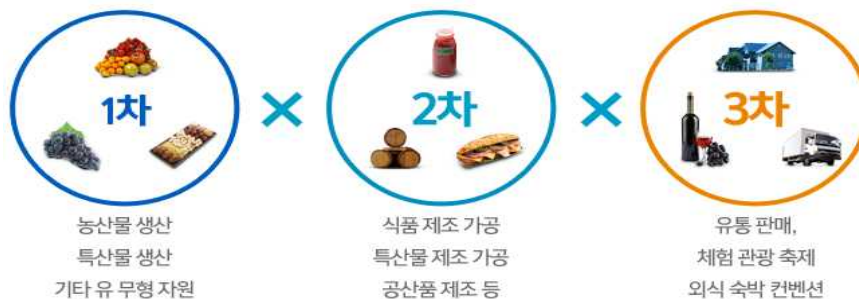 1차
×
2차
×
3차
농산물 생산
특산물 생산
기타 유 무형 자원
식품 제조 가공
특산물 제조 가공
공산품 제조 등
유통 판매,
체험 관광 축제
외식 숙박 컨벤션